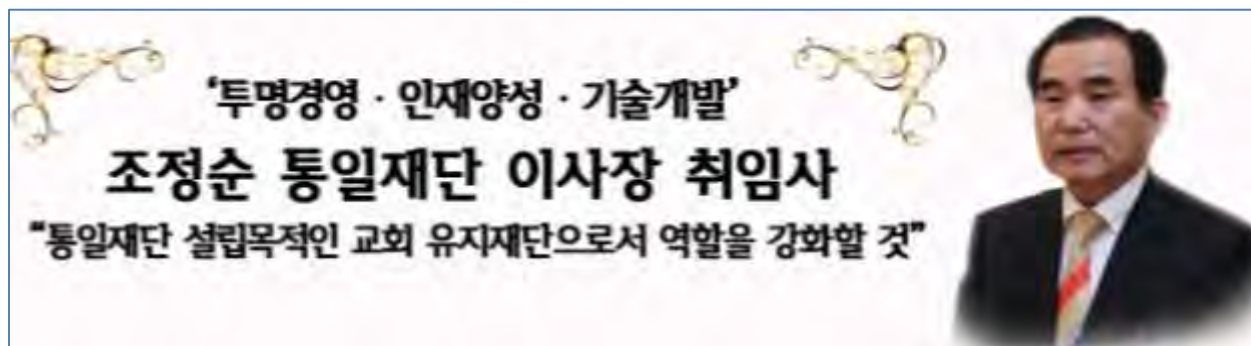 ‘투명경영 · 인재양성 · 기술개발’
조정순 통일재단 이사장 취임사
“통일재단 설립목적인 교회 유지재단으로서 역할을 강화할 것”